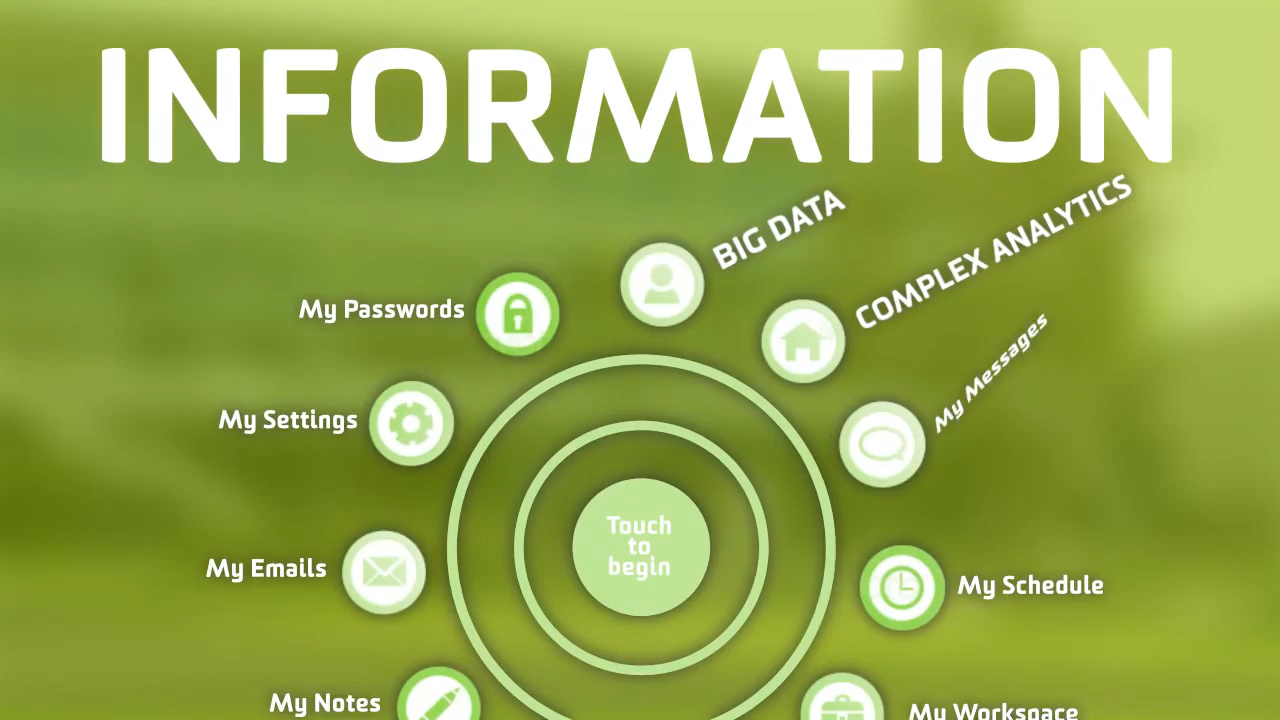 INFORMATION
BIG DATA
COMPLEX ANALYTICS
My Passwords
My Messages
My Settings
Touch
to
begin
My Emails
My Schedule
My Notes
My Workspace